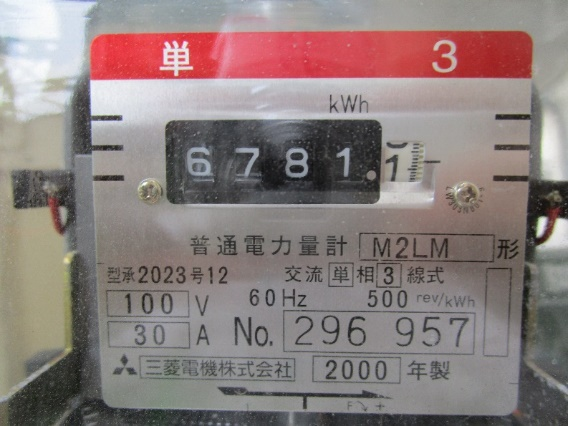 単 3
kWh
6781.1
普通電力量計 M2LM 形
型承2023号12 交流 単 相 3 線式
100 V 60Hz 500 rev/kWh
30 A No. 296 957
三菱電機株式会社 2000 年製